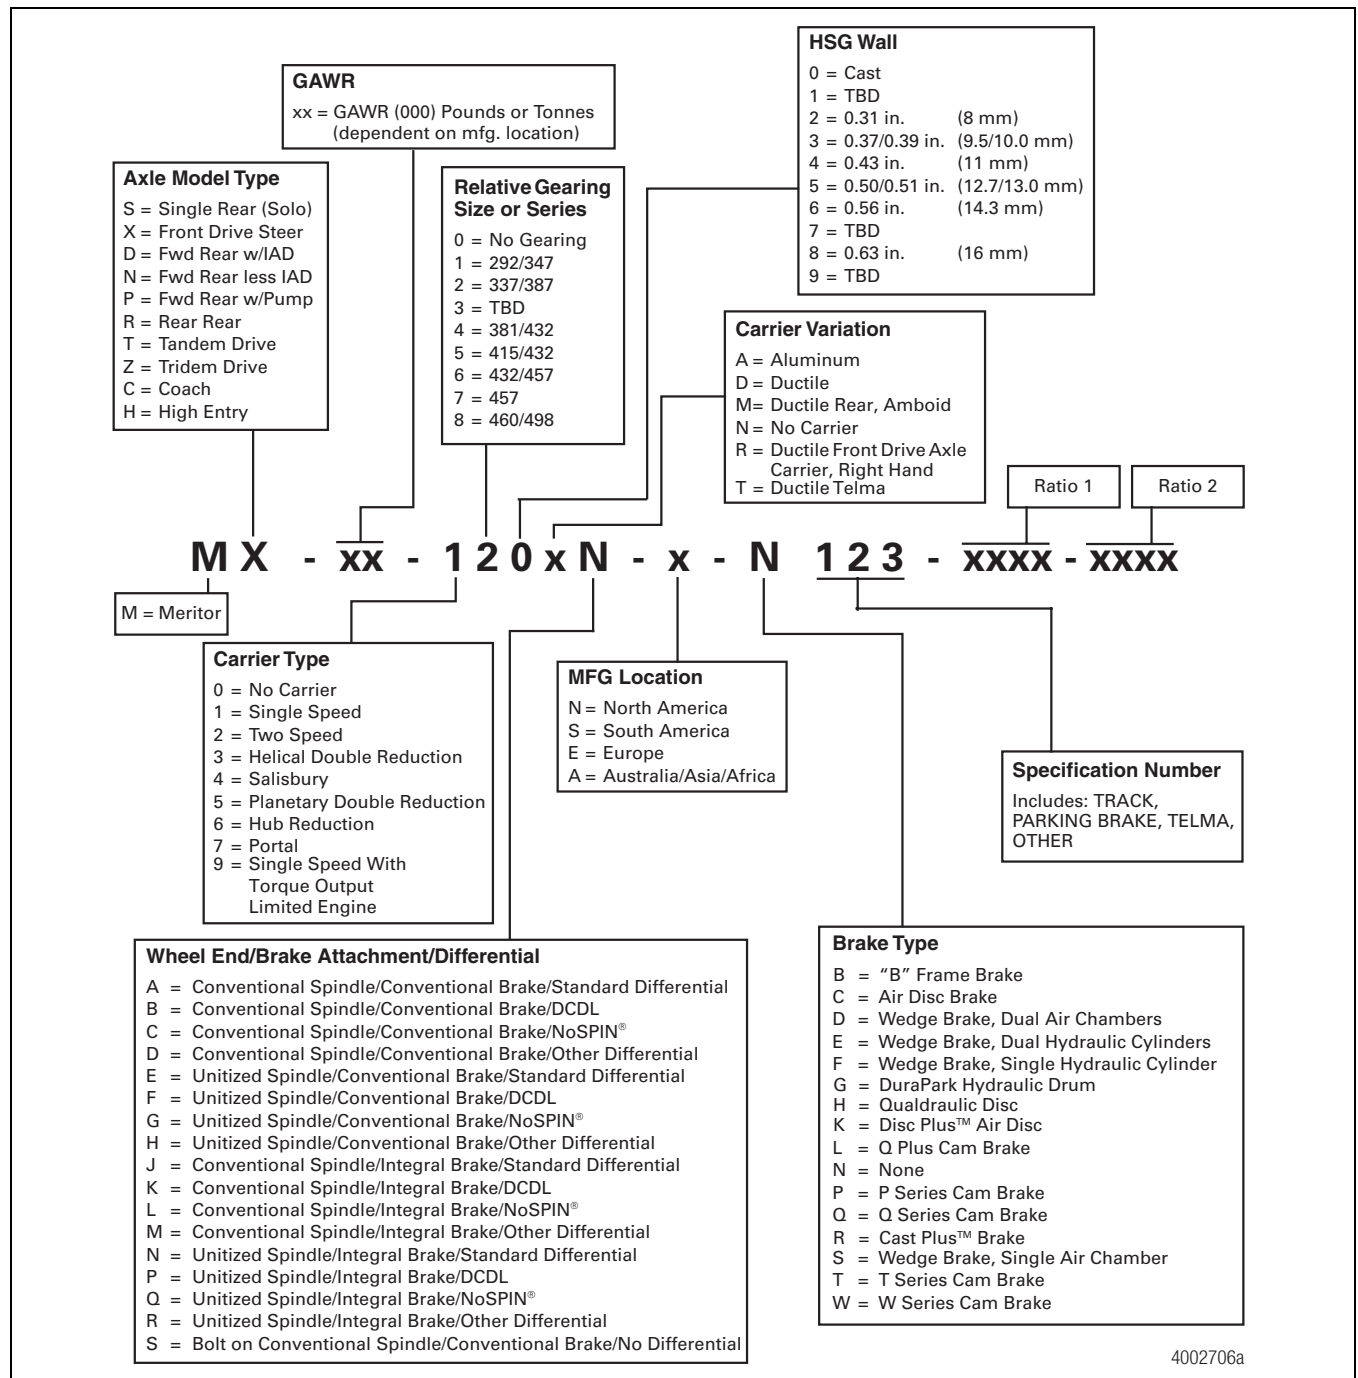 HSG Wall
0 = Cast
1 = TBD
2 = 0.31 in. (8 mm)
3 = 0.37/0.39 in. (9.5/10.0 mm)
4 = 0.43 in. (11 mm)
5 = 0.50/0.51 in. (12.7/13.0 mm)
6 = 0.56 in. (14.3 mm)
7 = TBD
8 = 0.63 in. (16 mm)
9 = TBD
GAWR
xx = GAWR (000) Pounds or Tonnes
(dependent on mfg. location)
Axle Model Type
S = Single Rear (Solo)
X = Front Drive Steer
D = Fwd Rear w/IAD
N = Fwd Rear less IAD
P = Fwd Rear w/Pump
R = Rear Rear
T = Tandem Drive
Z = Tridem Drive
C = Coach
H = High Entry
Relative Gearing
Size or Series
0 = No Gearing
1 = 292/347
2 = 337/387
3 = TBD
4 = 381/432
5 = 415/432
6 = 432/457
7 = 457
8 = 460/498
Carrier Variation
A = Aluminum
D = Ductile
M= Ductile Rear, Amboid
N = No Carrier
R = Ductile Front Drive Axle
Carrier, Right Hand
T = Ductile Telma
Ratio 1
Ratio 2
M X - xx - 1 2 0 x N - x - N 1 2 3 - xxxx - xxxx
M = Meritor
Carrier Type
0 = No Carrier
1 = Single Speed
2 = Two Speed
3 = Helical Double Reduction
4 = Salisbury
5 = Planetary Double Reduction
6 = Hub Reduction
7 = Portal
9 = Single Speed With
Torque Output
Limited Engine
MFG Location
N = North America
S = South America
E = Europe
A = Australia/Asia/Africa
Specification Number
Includes: TRACK,
PARKING BRAKE, TELMA,
OTHER
Wheel End/Brake Attachment/Differential
A = Conventional Spindle/Conventional Brake/Standard Differential
B = Conventional Spindle/Conventional Brake/DCDL
C = Conventional Spindle/Conventional Brake/NoSPIN®
D = Conventional Spindle/Conventional Brake/Other Differential
E = Unitized Spindle/Conventional Brake/Standard Differential
F = Unitized Spindle/Conventional Brake/DCDL
G = Unitized Spindle/Conventional Brake/NoSPIN®
H = Unitized Spindle/Conventional Brake/Other Differential
J = Conventional Spindle/Integral Brake/Standard Differential
K = Conventional Spindle/Integral Brake/DCDL
L = Conventional Spindle/Integral Brake/NoSPIN®
M = Conventional Spindle/Integral Brake/Other Differential
N = Unitized Spindle/Integral Brake/Standard Differential
P = Unitized Spindle/Integral Brake/DCDL
Q = Unitized Spindle/Integral Brake/NoSPIN®
R = Unitized Spindle/Integral Brake/Other Differential
S = Bolt on Conventional Spindle/Conventional Brake/No Differential
Brake Type
B = “B” Frame Brake
C = Air Disc Brake
D = Wedge Brake, Dual Air Chambers
E = Wedge Brake, Dual Hydraulic Cylinders
F = Wedge Brake, Single Hydraulic Cylinder
G = DuraPark Hydraulic Drum
H = Qualdraulic Disc
K = Disc Plus™ Air Disc
L = Q Plus Cam Brake
N = None
P = P Series Cam Brake
Q = Q Series Cam Brake
R = Cast Plus™ Brake
S = Wedge Brake, Single Air Chamber
T = T Series Cam Brake
W = W Series Cam Brake
4002706a